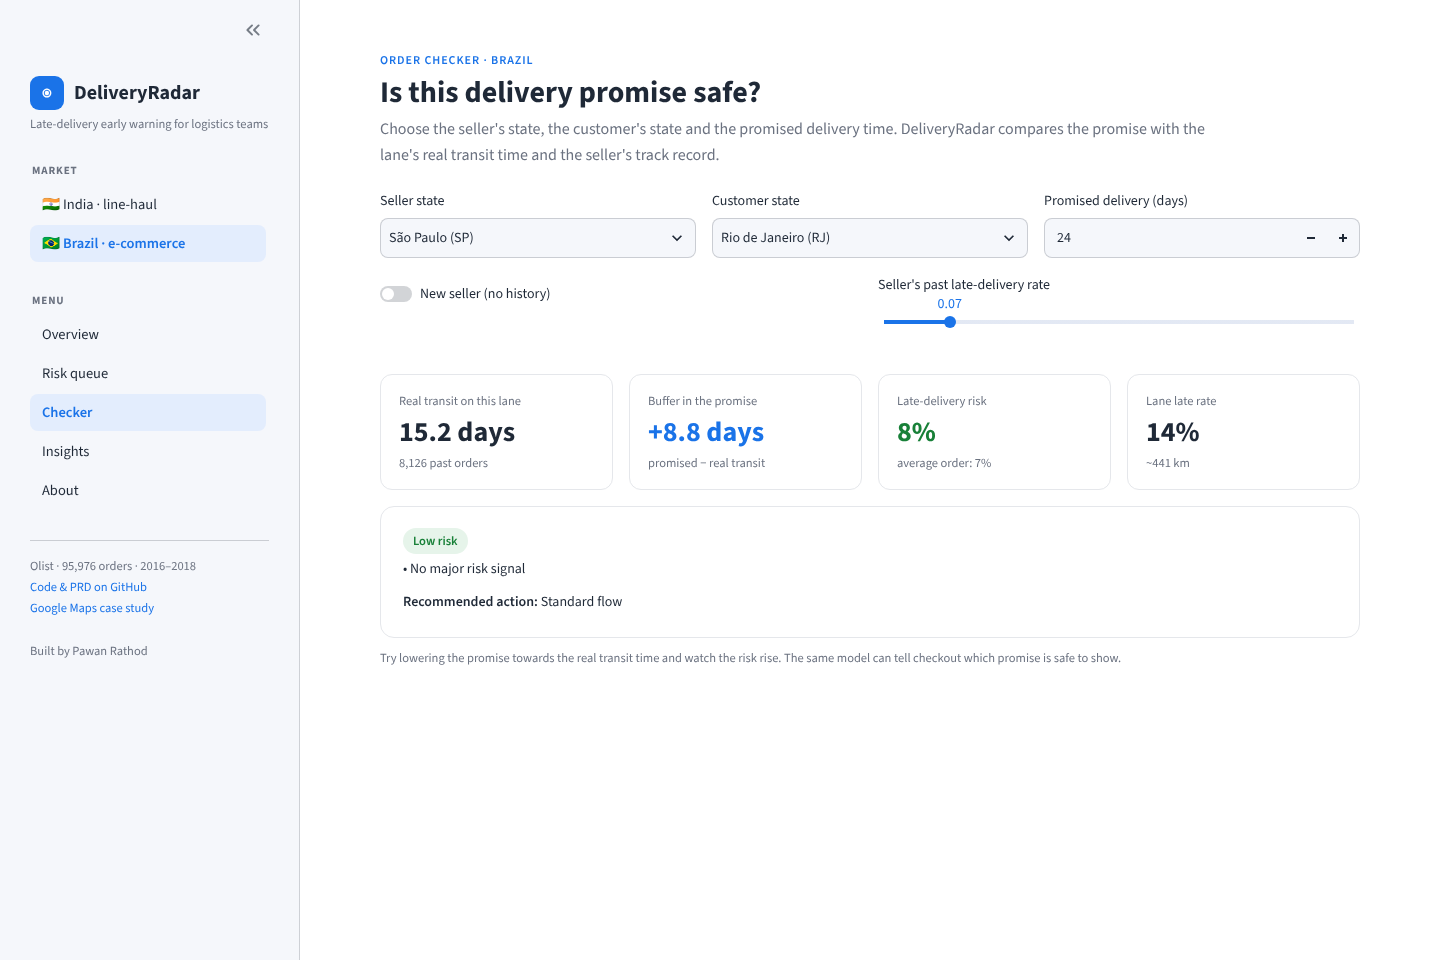 DeliveryRadar
Late-delivery early warning for logistics teams
MARKET
🇮🇳 India · line-haul
🇧🇷 Brazil · e-commerce
MENU
Overview
Risk queue
Checker
Insights
About
Olist · 95,976 orders · 2016–2018
Code & PRD on GitHub
Google Maps case study
Built by Pawan Rathod
ORDER CHECKER · BRAZIL
Is this delivery promise safe?
Choose the seller's state, the customer's state and the promised delivery time. DeliveryRadar compares the promise with the
lane's real transit time and the seller's track record.
Seller state
São Paulo (SP)
Customer state
Rio de Janeiro (RJ)
Promised delivery (days)
24
New seller (no history)
Seller's past late-delivery rate
0.07
Real transit on this lane
15.2 days
8,126 past orders
Buffer in the promise
+8.8 days
promised − real transit
Late-delivery risk
8%
average order: 7%
Lane late rate
14%
~441 km
Low risk
• No major risk signal
Recommended action: Standard flow
Try lowering the promise towards the real transit time and watch the risk rise. The same model can tell checkout which promise is safe to show.